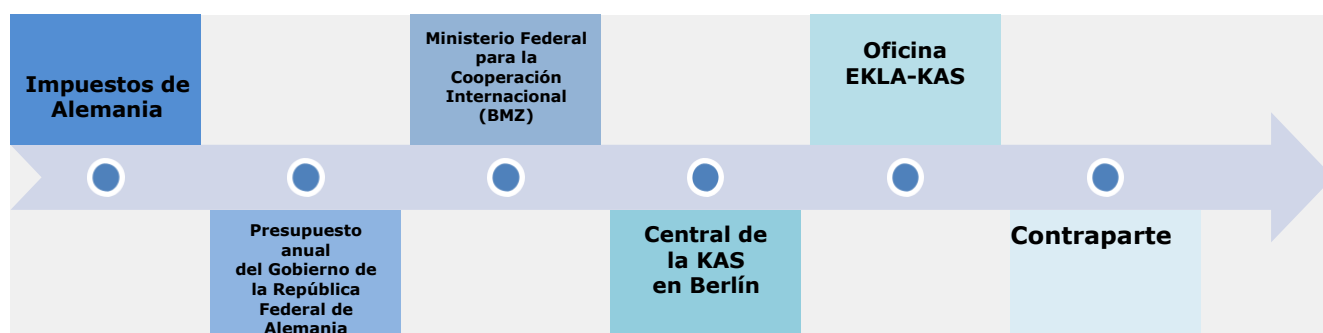 Impuestos de
Alemania
Presupuesto
anual
del Gobierno de
la República
Federal de
Alemania
Ministerio Federal
para la
Cooperación
Internacional
(BMZ)
Central de
la KAS
en Berlín
Oficina
EKLA-KAS
Contraparte